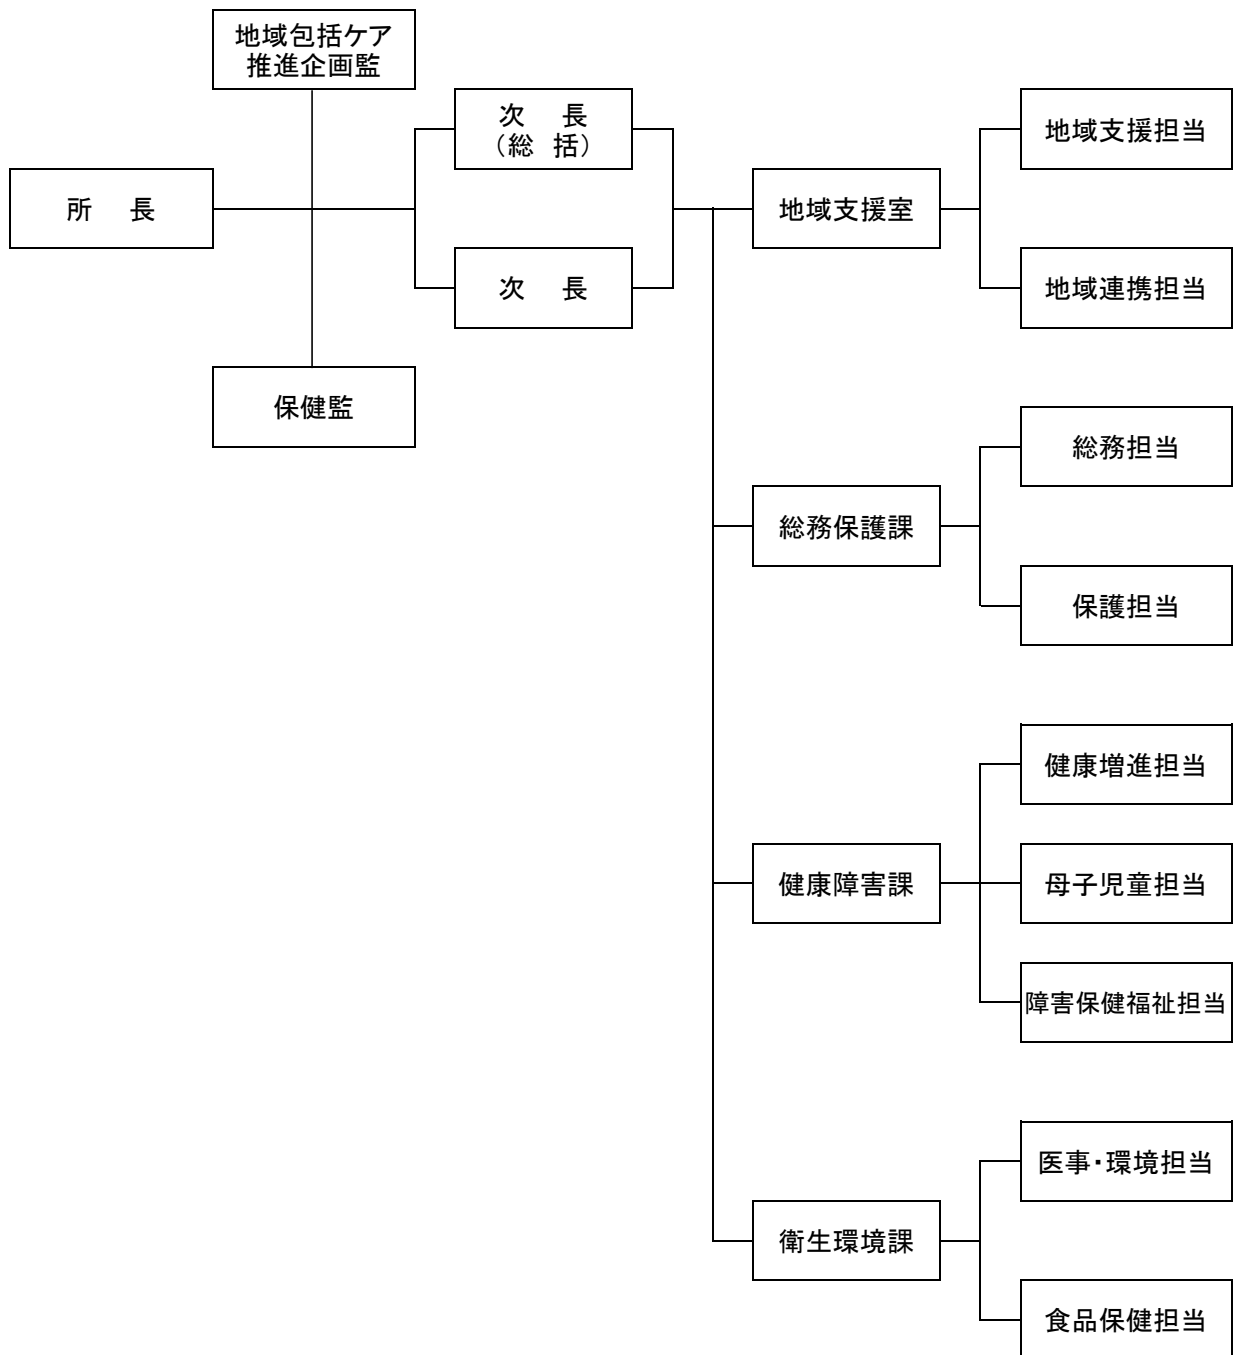 地域包括ケア
推進企画監
所　長
次　長
（総　括）
次　長
保健監
地域支援室
地域支援担当
地域連携担当
総務保護課
総務担当
保護担当
健康障害課
健康増進担当
母子児童担当
障害保健福祉担当
衛生環境課
医事・環境担当
食品保健担当